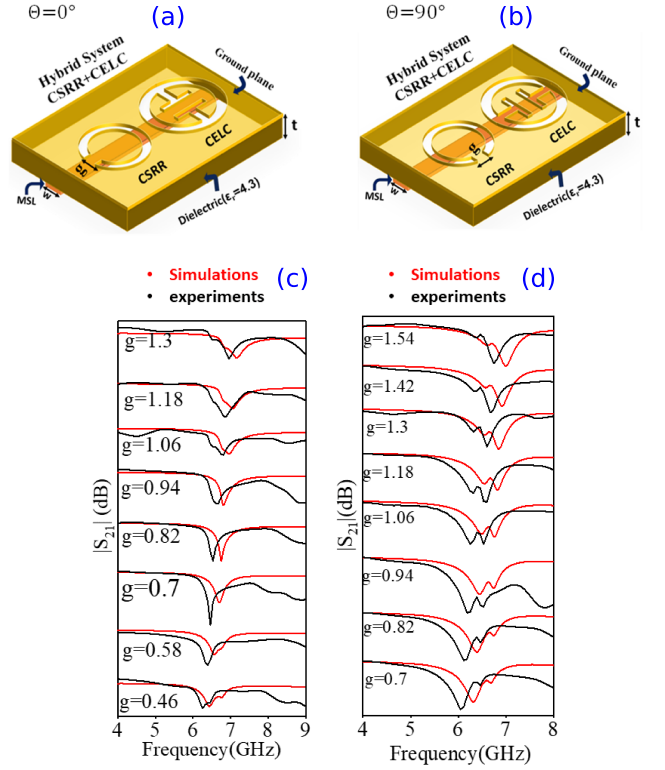 Θ=0° (a)
Hybrid System
CSRR+CELC
Ground plane
t
g
CSRR
CELC
MSL
w
Dielectric(εr=4.3)
Θ=90° (b)
Hybrid System
CSRR+CELC
Ground plane
t
g
CSRR
CELC
MSL
w
Dielectric(εr=4.3)
• Simulations (c)
• experiments
g=1.3
g=1.18
g=1.06
g=0.94
g=0.82
g=0.7
g=0.58
g=0.46
|S21|(dB)
4 5 6 7 8 9
Frequency(GHz)
• Simulations (d)
• experiments
g=1.54
g=1.42
g=1.3
g=1.18
g=1.06
g=0.94
g=0.82
g=0.7
|S21|(dB)
4 5 6 7 8
Frequency(GHz)